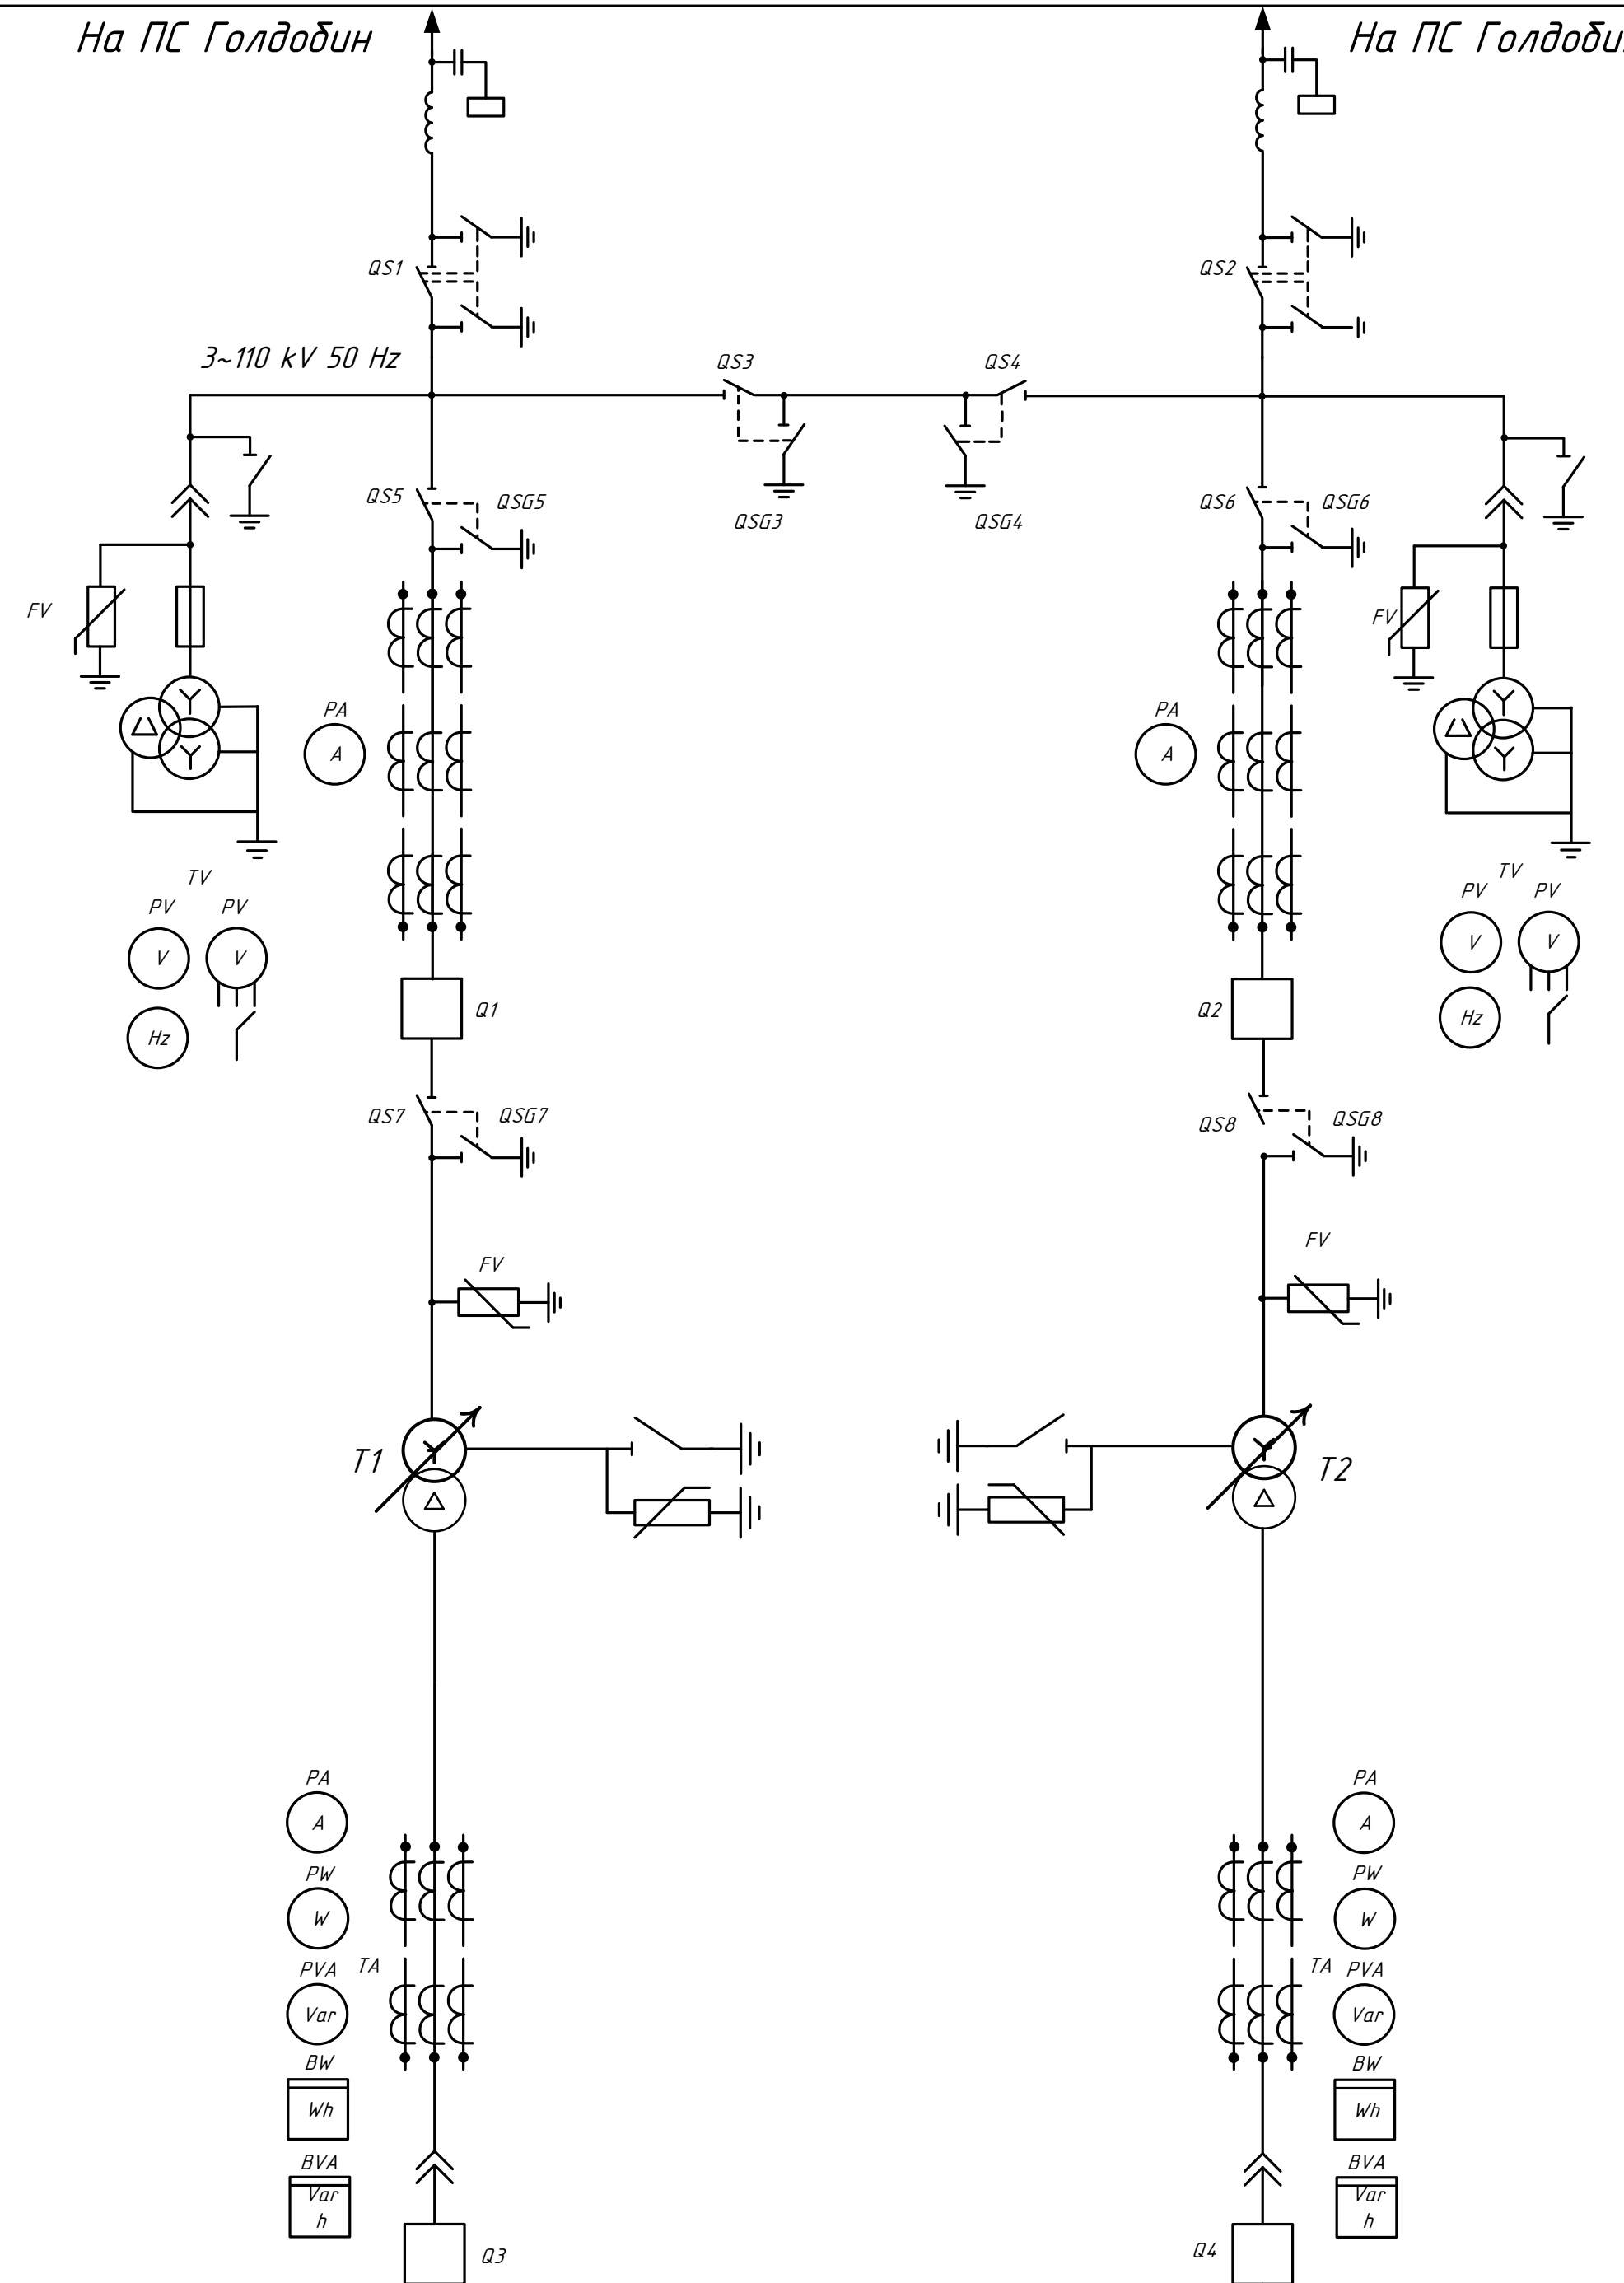 На ПС Голдобин
На ПС Голдоби
QS1
QS2
3~110 kV 50 Hz
QS3
QS4
QS5
QSG5
QSG3
QSG4
QS6
QSG6
FV
FV
PA
A
PA
A
TV
PV
PV
V
V
Hz
TV
PV
PV
V
V
Hz
Q1
Q2
QS7
QSG7
QS8
QSG8
FV
FV
T1
T2
PA
A
PW
W
PVA
TA
Var
BW
Wh
BVA
Var
h
Q3
PA
A
PW
W
TA
PVA
Var
BW
Wh
BVA
Var
h
Q4